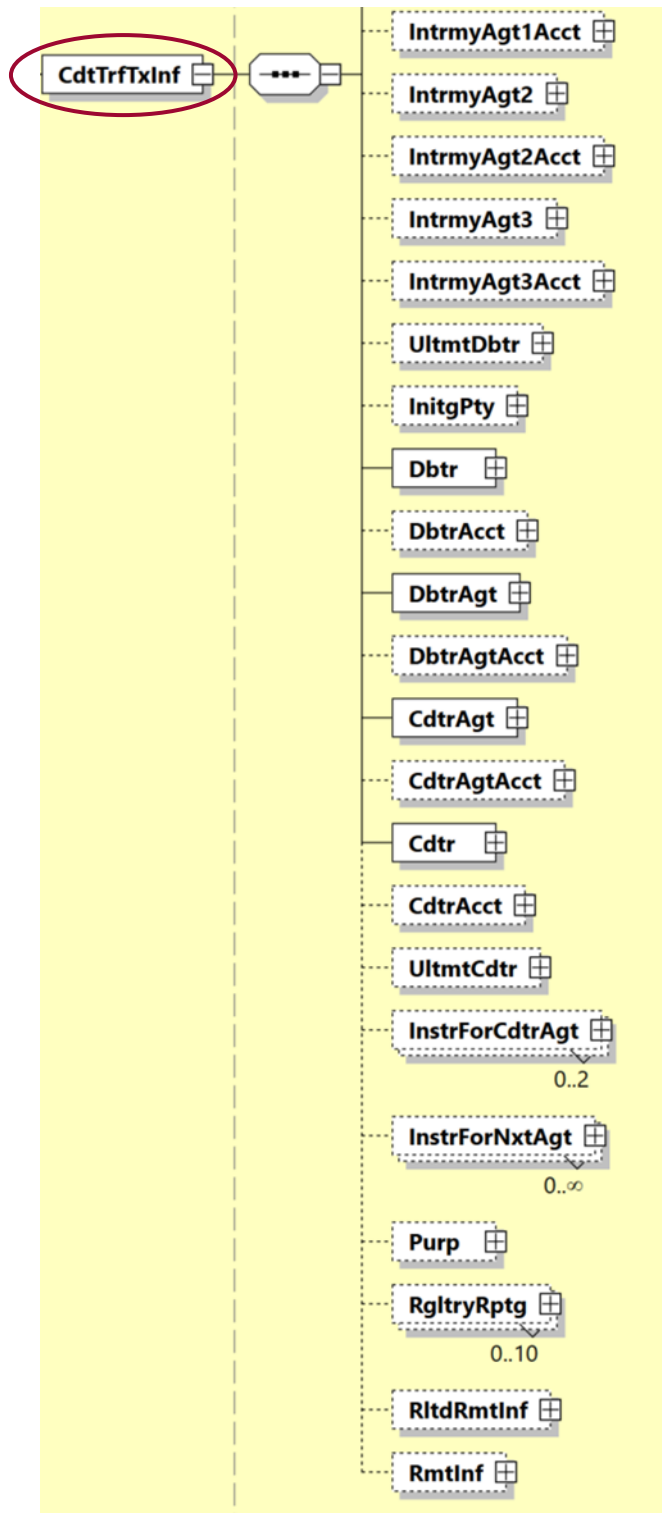 IntrmyAgt1Acct
CdtTrfTxInf
IntrmyAgt2
IntrmyAgt2Acct
IntrmyAgt3
IntrmyAgt3Acct
UltmtDbtr
InitgPty
Dbtr
DbtrAcct
DbtrAgt
DbtrAgtAcct
CdtrAgt
CdtrAgtAcct
Cdtr
CdtrAcct
UltmtCdtr
InstrForCdtrAgt
0..2
InstrForNxtAgt
0..∞
Purp
RgltryRptg
0..10
RltdRmtInf
RmtInf